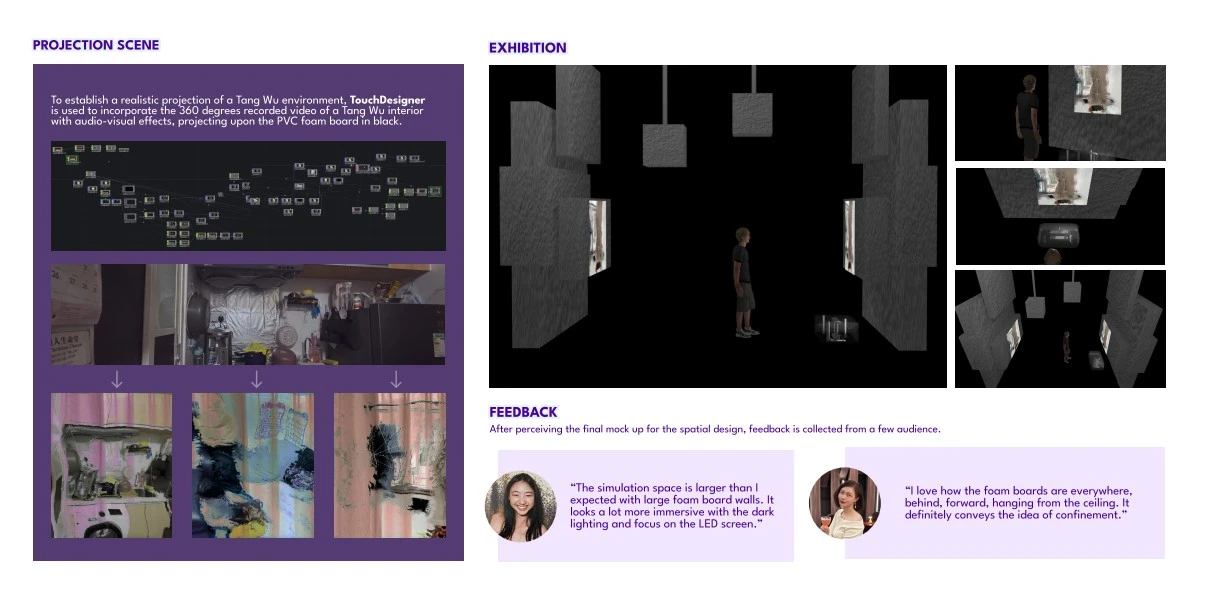 PROJECTION SCENE
To establish a realistic projection of a Tang Wu environment, TouchDesigner
is used to incorporate the 360 degrees recorded video of a Tang Wu interior
with audio-visual effects, projecting upon the PVC foam board in black.
EXHIBITION
FEEDBACK
After perceiving the final mock up for the spatial design, feedback is collected from a few audience.
“The simulation space is larger than I
expected with large foam board walls. It
looks a lot more immersive with the dark
lighting and focus on the LED screen.”
“I love how the foam boards are everywhere,
behind, forward, hanging from the ceiling. It
definitely conveys the idea of confinement.”